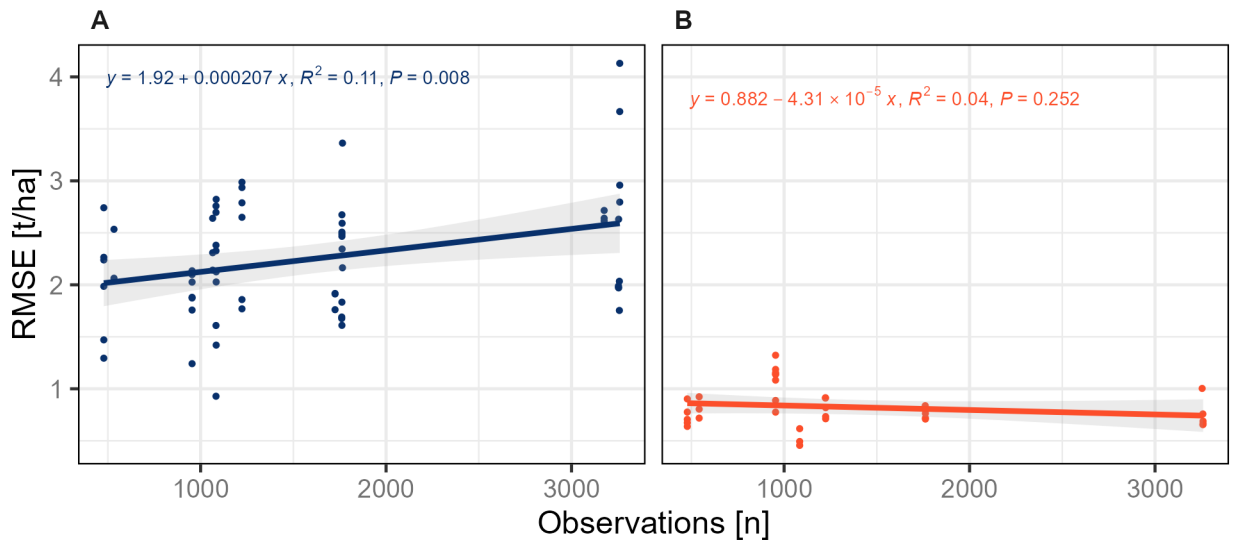 A
B
y = 1.92 + 0.000207 x, R² = 0.11, P = 0.008
y = 0.882 − 4.31 × 10⁻⁵ x, R² = 0.04, P = 0.252
RMSE [t/ha]
4
3
2
1
1000 2000 3000
1000 2000 3000
Observations [n]